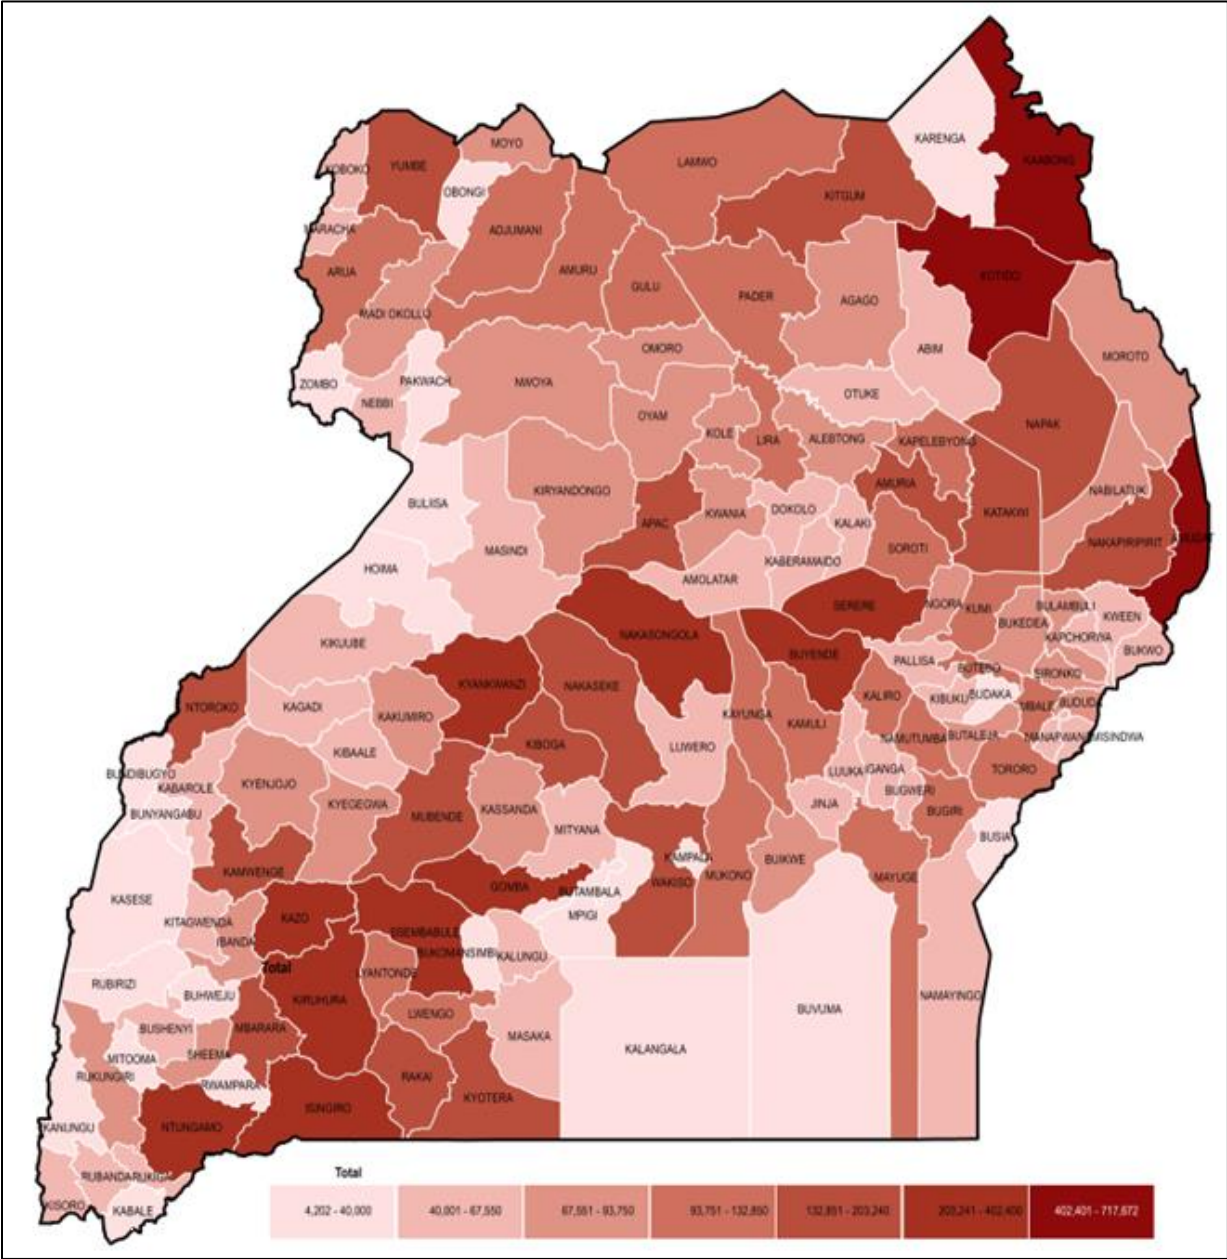 KARENGA
KAABONG
MOYO
KOBOKO
YUMBE
LAMWO
OBONGI
KITGUM
MARACHA
ADJUMANI
ARUA
AMURU
KOTIDO
GULU
PADER
AGAGO
MADI OKOLLO
OMORO
ABIM
MOROTO
ZOMBO
PAKWACH
NWOYA
OTUKE
NEBBI
OYAM
NAPAK
KOLE
LIRA
ALEBTONG
KAPELEBYONG
KIRYANDONGO
AMURIA
NABILATUK
BULIISA
DOKOLO
KWANIA
KATAKWI
APAC
KALAKI
NAKAPIRIPIRIT
AMUDAT
MASINDI
SOROTI
KABERAMAIDO
HOIMA
AMOLATAR
SERERE
NGORA
KUMI
BULAMBULI
KWEEN
BUKEDEA
NAKASONGOLA
KAPCHORWA
KIKUUBE
BUKWO
BUYENDE
PALLISA
BUTEBO
SIRONKO
KYANKWANZI
NAKASEKE
KALIRO
KIBUKU
BUDAKA
NTOROKO
KAGADI
MBALE
BUDUDA
KAKUMIRO
KAYUNGA
KAMULI
NAMUTUMBA
BUTALEJA
MANAFWA
NAMISINDWA
KIBOGA
LUWERO
KIBAALE
BUNDIBUGYO
LUUKA
IGANGA
TORORO
KABAROLE
KYENJOJO
BUGWERI
KYEGEGWA
JINJA
KASSANDA
BUGIRI
BUNYANGABU
MUBENDE
MITYANA
BUSIA
KAMPALA
BUIKWE
KAMWENGE
MUKONO
MAYUGE
WAKISO
GOMBA
BUTAMBALA
KASESE
MPIGI
KAZO
KITAGWENDA
SSEMBABULE
IBANDA
BUKOMANSIMBI
KALUNGU
Total
LYANTONDE
RUBIRIZI
BUHWEJU
KIRUHURA
NAMAYINGO
BUVUMA
LWENGO
BUSHENYI
MBARARA
MASAKA
KALANGALA
SHEEMA
MITOOMA
RUKUNGIRI
RAKAI
RWAMPARA
KYOTERA
ISINGIRO
KANUNGU
NTUNGAMO
RUBANDA
RUKIGA
KISORO
KABALE
Total
4,202 - 40,000
40,001 - 67,550
67,551 - 93,750
93,751 - 132,850
132,851 - 203,240
203,241 - 402,400
402,401 - 717,672